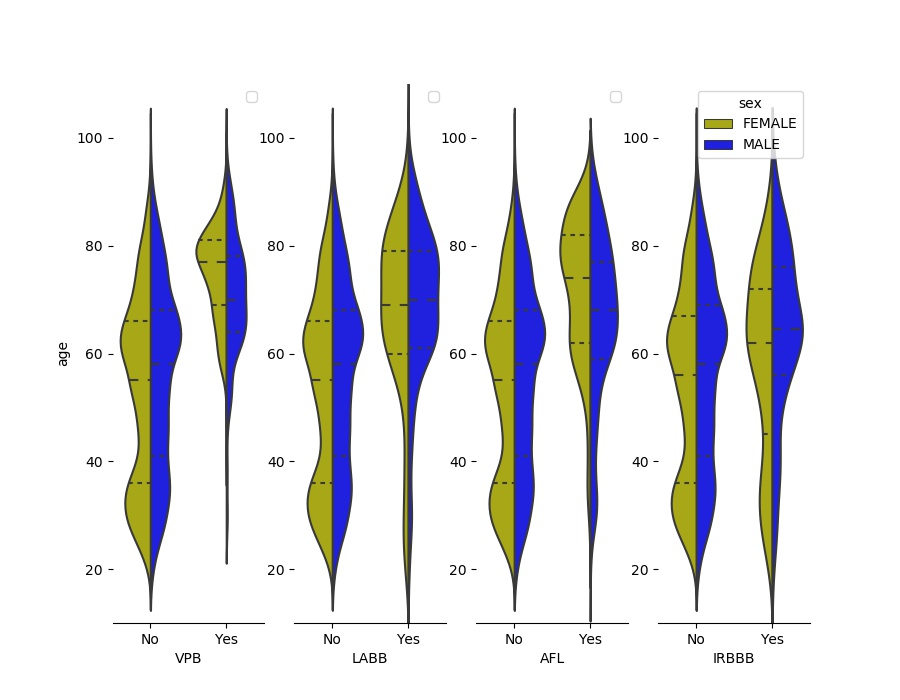 sex
FEMALE
MALE
100
100
100
100
80
80
80
80
age
60
60
60
60
40
40
40
40
20
20
20
20
No Yes
No Yes
No Yes
No Yes
VPB
LABB
AFL
IRBBB